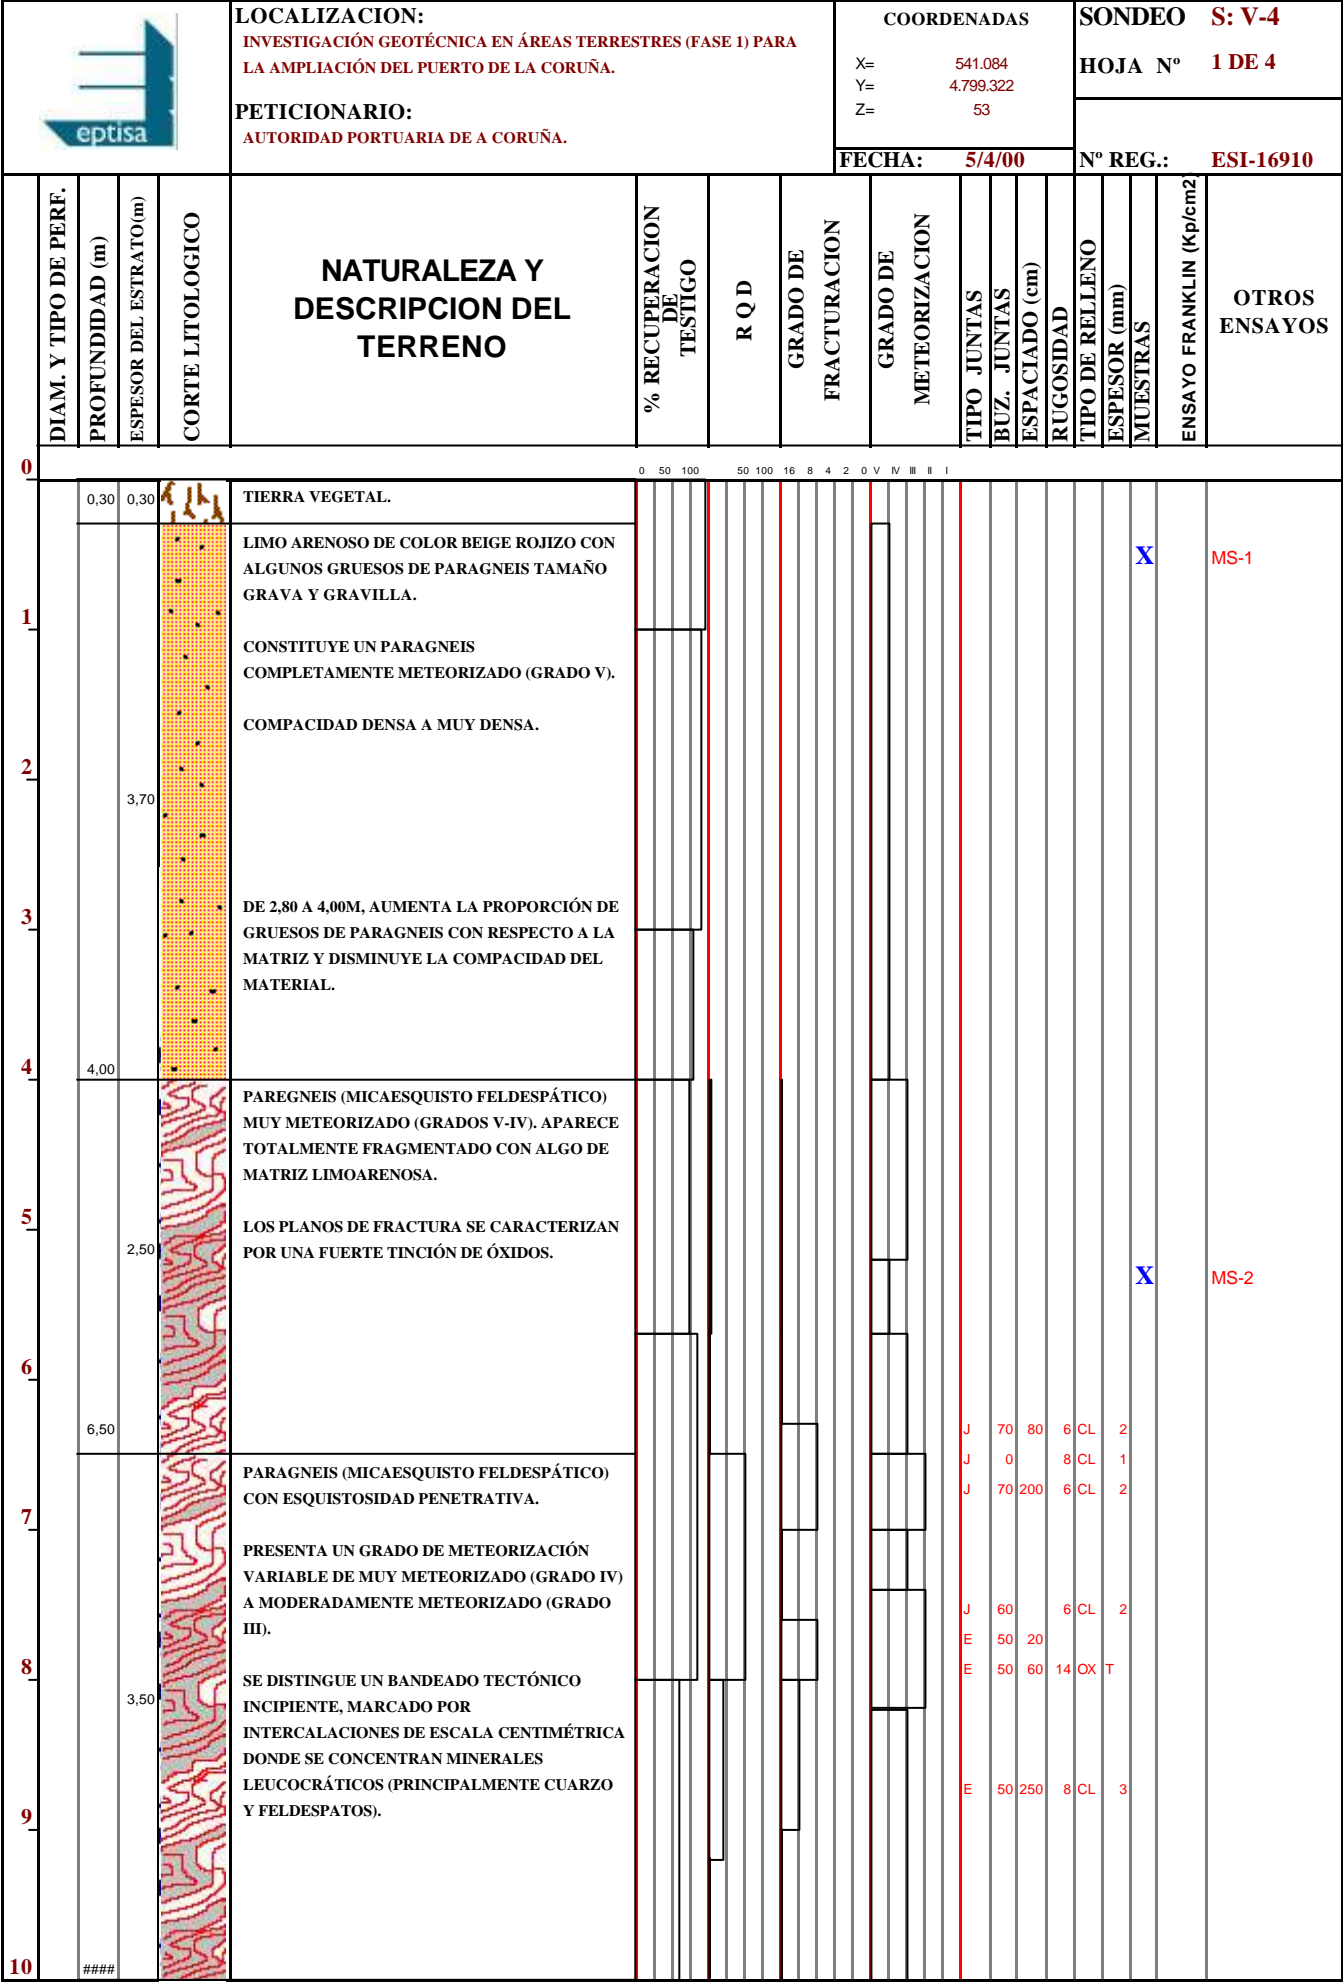 eptisa
LOCALIZACION:
INVESTIGACIÓN GEOTÉCNICA EN ÁREAS TERRESTRES (FASE 1) PARA
LA AMPLIACIÓN DEL PUERTO DE LA CORUÑA.
PETICIONARIO:
AUTORIDAD PORTUARIA DE A CORUÑA.
COORDENADAS
X= 541.084
Y= 4.799.322
Z= 53
FECHA: 5/4/00
SONDEO S: V-4
HOJA Nº 1 DE 4
Nº REG.: ESI-16910
DIAM. Y TIPO DE PERF.
PROFUNDIDAD (m)
ESPESOR DEL ESTRATO(m)
CORTE LITOLOGICO
NATURALEZA Y
DESCRIPCION DEL
TERRENO
% RECUPERACION
DE
TESTIGO
R Q D
GRADO DE
FRACTURACION
GRADO DE
METEORIZACION
TIPO JUNTAS
BUZ. JUNTAS
ESPACIADO (cm)
RUGOSIDAD
TIPO DE RELLENO
ESPESOR (mm)
MUESTRAS
ENSAYO FRANKLIN (Kp/cm2)
OTROS
ENSAYOS
0
0 50 100 50 100 16 8 4 2 0 V IV III II I
0,30 0,30 TIERRA VEGETAL.
LIMO ARENOSO DE COLOR BEIGE ROJIZO CON
ALGUNOS GRUESOS DE PARAGNEIS TAMAÑO
GRAVA Y GRAVILLA.
X MS-1
1
CONSTITUYE UN PARAGNEIS
COMPLETAMENTE METEORIZADO (GRADO V).
COMPACIDAD DENSA A MUY DENSA.
2
3,70
3
DE 2,80 A 4,00M, AUMENTA LA PROPORCIÓN DE
GRUESOS DE PARAGNEIS CON RESPECTO A LA
MATRIZ Y DISMINUYE LA COMPACIDAD DEL
MATERIAL.
4 4,00
PAREGNEIS (MICAESQUISTO FELDESPÁTICO)
MUY METEORIZADO (GRADOS V-IV). APARECE
TOTALMENTE FRAGMENTADO CON ALGO DE
MATRIZ LIMOARENOSA.
5
LOS PLANOS DE FRACTURA SE CARACTERIZAN
POR UNA FUERTE TINCIÓN DE ÓXIDOS.
2,50
X MS-2
6
6,50
J 70 80 6 CL 2
J 0 8 CL 1
PARAGNEIS (MICAESQUISTO FELDESPÁTICO)
CON ESQUISTOSIDAD PENETRATIVA.
J 70 200 6 CL 2
7
PRESENTA UN GRADO DE METEORIZACIÓN
VARIABLE DE MUY METEORIZADO (GRADO IV)
A MODERADAMENTE METEORIZADO (GRADO
III).
J 60 6 CL 2
E 50 20
8
E 50 60 14 OX T
SE DISTINGUE UN BANDEADO TECTÓNICO
INCIPIENTE, MARCADO POR
INTERCALACIONES DE ESCALA CENTIMÉTRICA
DONDE SE CONCENTRAN MINERALES
LEUCOCRÁTICOS (PRINCIPALMENTE CUARZO
Y FELDESPATOS).
3,50
E 50 250 8 CL 3
9
10 ####